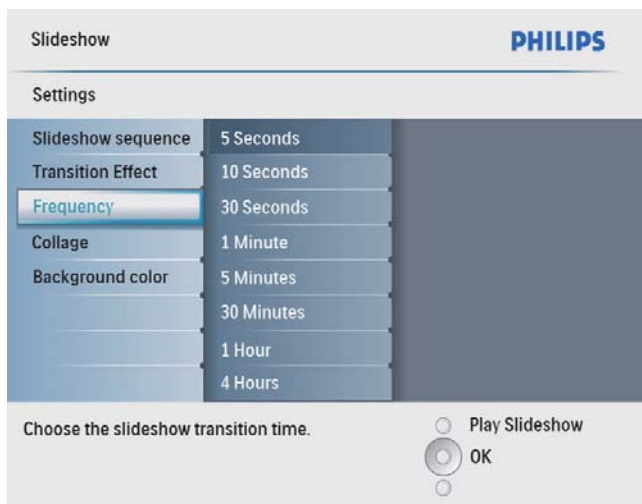 Slideshow
PHILIPS
Settings
Slideshow sequence
Transition Effect
Frequency
Collage
Background color
5 Seconds
10 Seconds
30 Seconds
1 Minute
5 Minutes
30 Minutes
1 Hour
4 Hours
Choose the slideshow transition time.
Play Slideshow
OK